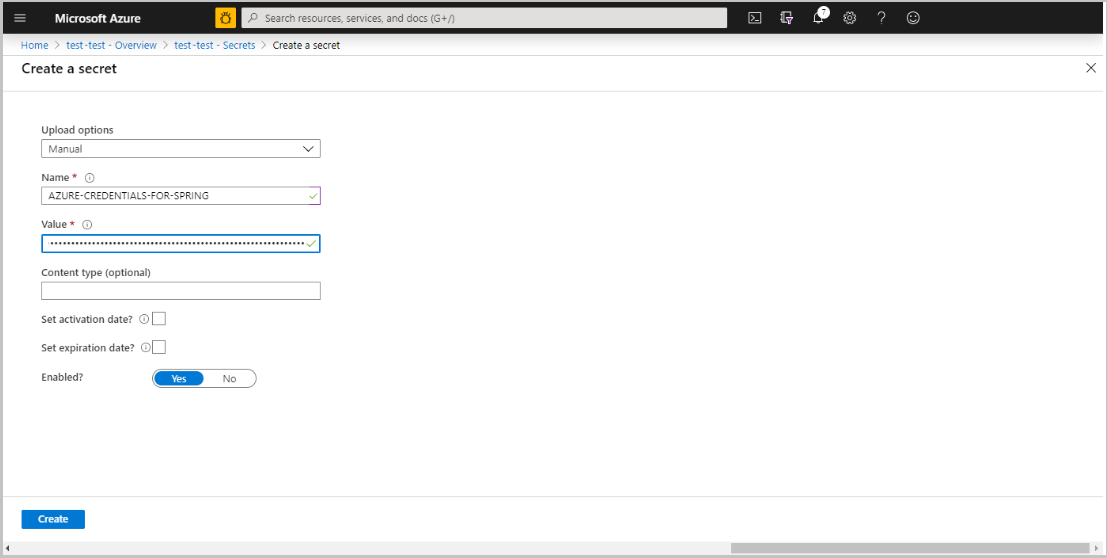 Microsoft Azure
Search resources, services, and docs (G+/)
7
Home > test-test - Overview > test-test - Secrets > Create a secret
Create a secret
Upload options
Manual
Name *
AZURE-CREDENTIALS-FOR-SPRING
Value *
Content type (optional)
Set activation date?
Set expiration date?
Enabled? Yes No
Create